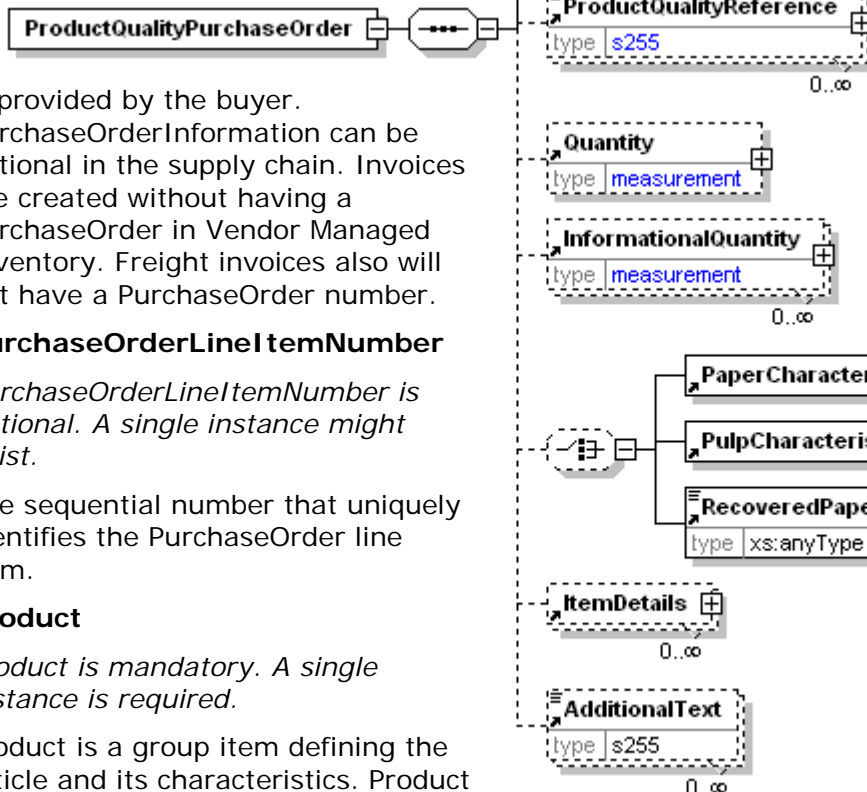 ProductQualityPurchaseOrder
provided by the buyer.
rchaseOrderInformation can be
tional in the supply chain. Invoices
e created without having a
rchaseOrder in Vendor Managed
ventory. Freight invoices also will
t have a PurchaseOrder number.
urchaseOrderLineItemNumber
rchaseOrderLineItemNumber is
tional. A single instance might
ist.
e sequential number that uniquely
entifies the PurchaseOrder line
m.
oduct
oduct is mandatory. A single
stance is required.
oduct is a group item defining the
ticle and its characteristics. Product
ProductQualityReference
type s255
0..∞
Quantity
type measurement
InformationalQuantity
type measurement
0..∞
PaperCharacter
PulpCharacteris
RecoveredPape
type xs:anyType
ItemDetails
0..∞
AdditionalText
type s255
0..∞